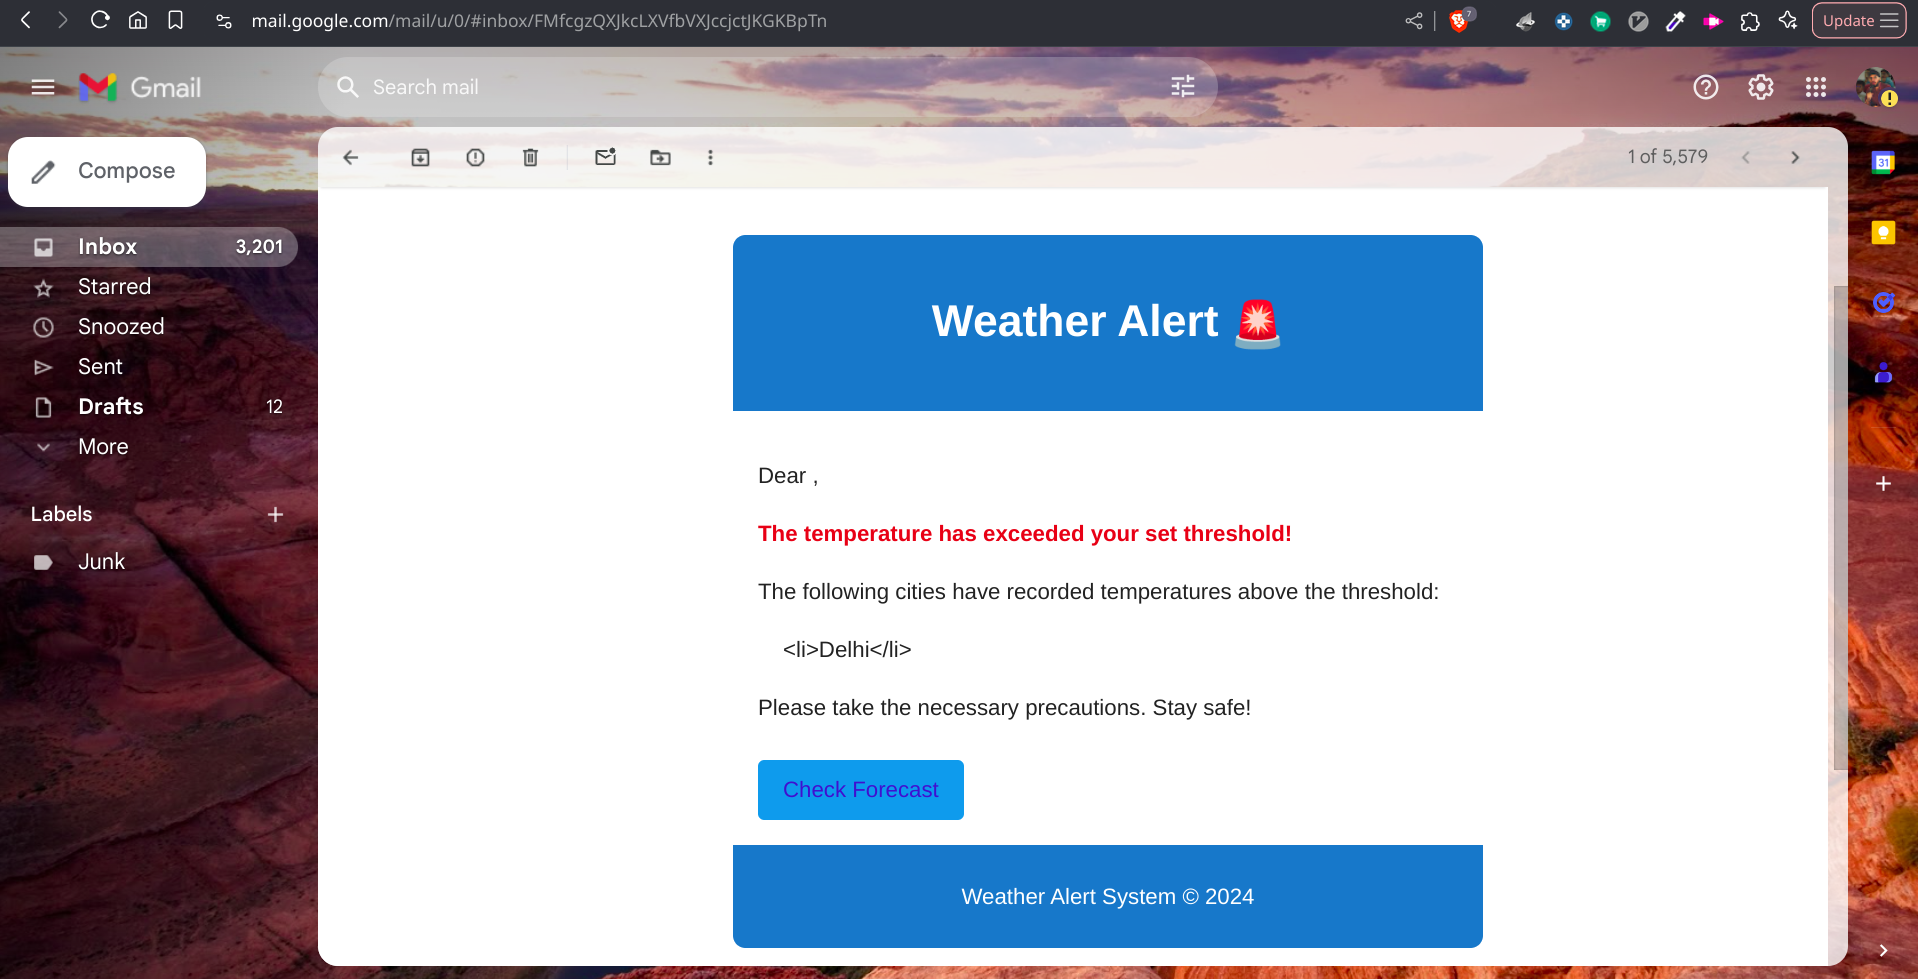 mail.google.com/mail/u/0/#inbox/FMfcgzQXJkcLXVfbVXJccjctJKGKBpTn
7
Update
Gmail
Search mail
Compose
1 of 5,579
31
Inbox 3,201
Starred
Snoozed
Sent
Drafts 12
More
Labels
Junk
Weather Alert
Dear ,
The temperature has exceeded your set threshold!
The following cities have recorded temperatures above the threshold:
<li>Delhi</li>
Please take the necessary precautions. Stay safe!
Check Forecast
Weather Alert System © 2024